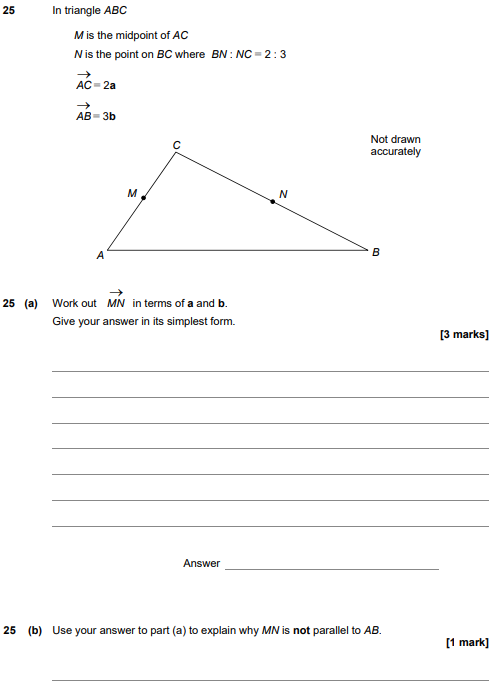 25 In triangle ABC
M is the midpoint of AC
N is the point on BC where BN : NC = 2 : 3
AC = 2a
AB = 3b
Not drawn
accurately
C
M
N
A
B
25 (a) Work out MN in terms of a and b.
Give your answer in its simplest form.
[3 marks]
Answer
25 (b) Use your answer to part (a) to explain why MN is not parallel to AB.
[1 mark]